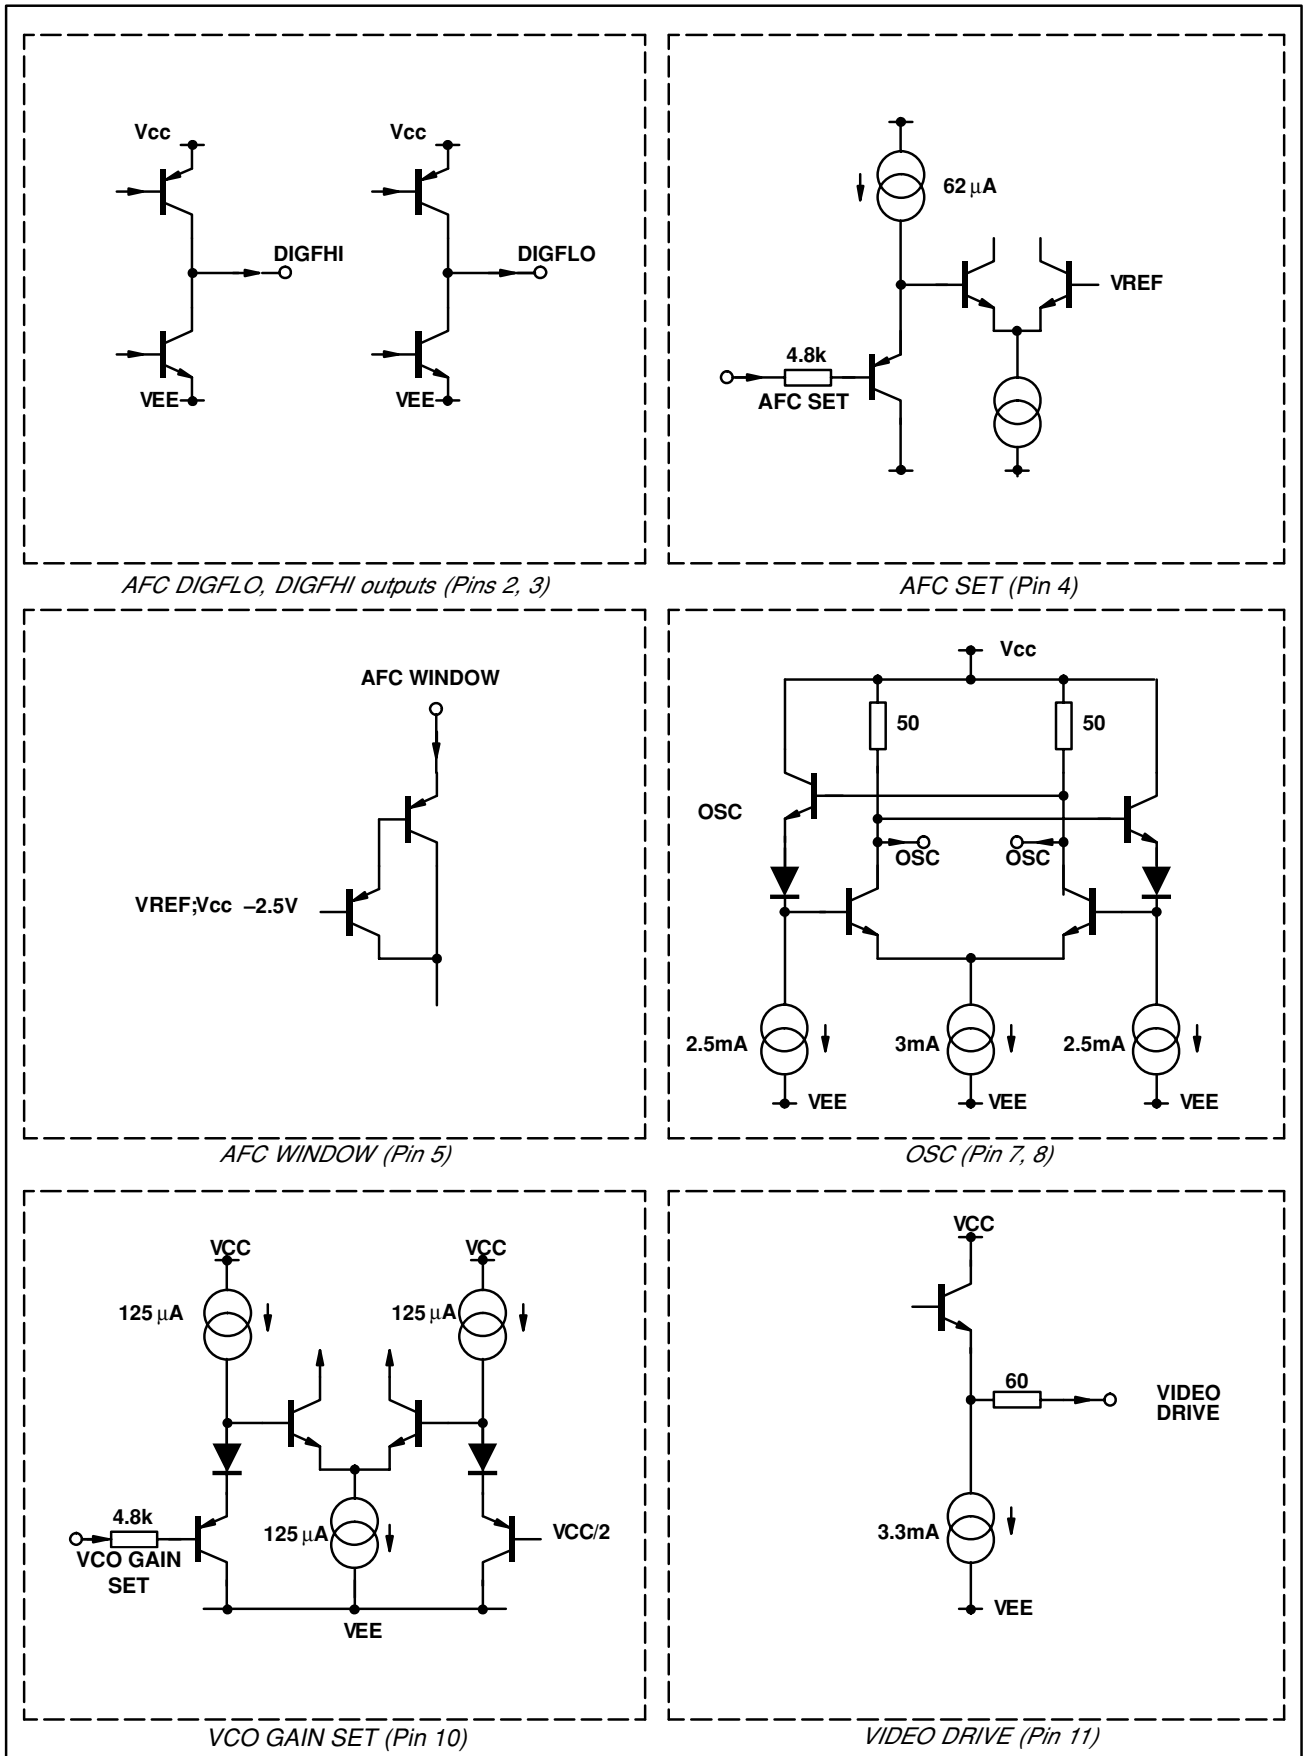 Vcc
Vcc
DIGFHI
DIGFLO
VEE
VEE
AFC DIGFLO, DIGFHI outputs (Pins 2, 3)
62 μA
VREF
4.8k
AFC SET
AFC SET (Pin 4)
AFC WINDOW
VREF;Vcc –2.5V
AFC WINDOW (Pin 5)
Vcc
50
50
OSC
OSC
OSC
2.5mA
3mA
2.5mA
VEE
VEE
VEE
OSC (Pin 7, 8)
VCC
VCC
125 μA
125 μA
4.8k
125 μA
VCC/2
VCO GAIN
SET
VEE
VCO GAIN SET (Pin 10)
VCC
60
VIDEO
DRIVE
3.3mA
VEE
VIDEO DRIVE (Pin 11)